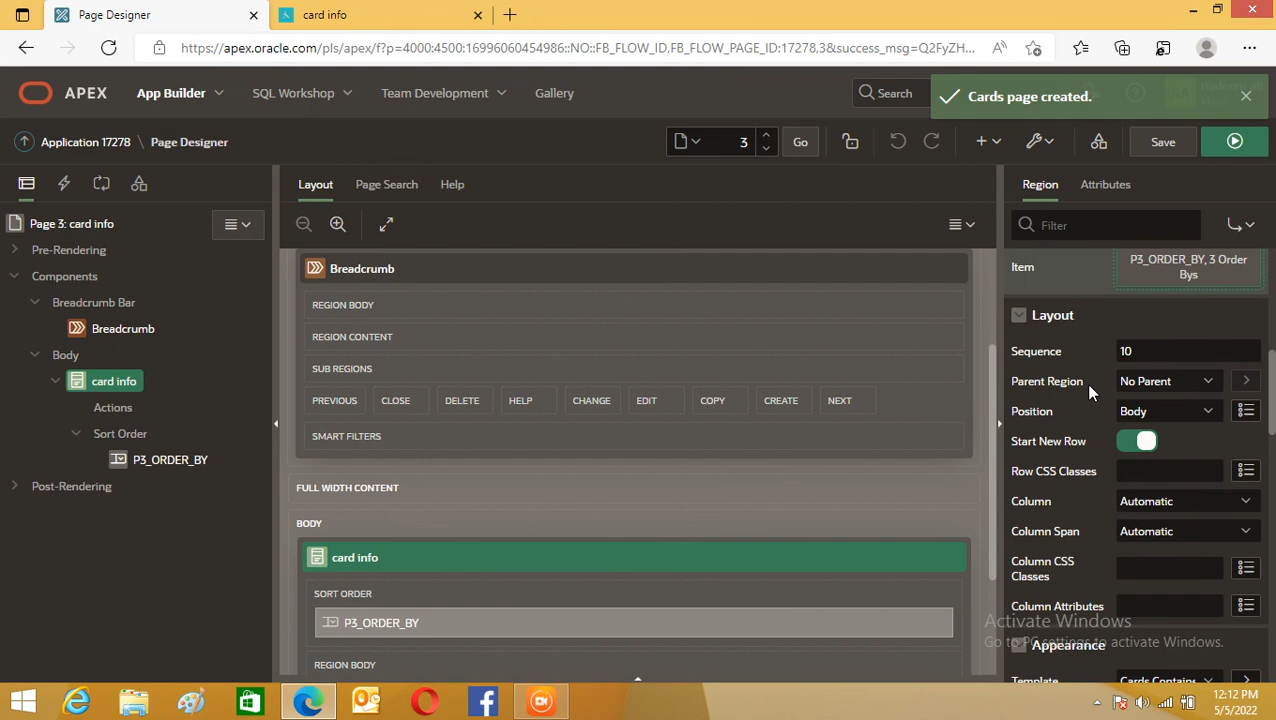 Page Designer
card info
https://apex.oracle.com/pls/apex/f?p=4000:4500:16996060454986::NO::FB_FLOW_ID,FB_FLOW_PAGE_ID:17278,3&success_msg=Q2FyZH...
APEX
App Builder
SQL Workshop
Team Development
Gallery
Search
Cards page created.
Application 17278
Page Designer
3
Go
Save
Layout
Page Search
Help
Region
Attributes
Filter
Page 3: card info
Pre-Rendering
Components
Breadcrumb Bar
Breadcrumb
Body
card info
Actions
Sort Order
P3_ORDER_BY
Post-Rendering
Breadcrumb
REGION BODY
REGION CONTENT
SUB REGIONS
PREVIOUS
CLOSE
DELETE
HELP
CHANGE
EDIT
COPY
CREATE
NEXT
SMART FILTERS
FULL WIDTH CONTENT
BODY
card info
SORT ORDER
P3_ORDER_BY
REGION BODY
Item
P3_ORDER_BY, 3 Order
Bys
Layout
Sequence
10
Parent Region
No Parent
Position
Body
Start New Row
Row CSS Classes
Column
Automatic
Column Span
Automatic
Column CSS
Classes
Column Attributes
Activate Windows
Go to PC settings to activate Windows.
Appearance
Template
12:12 PM
5/5/2022